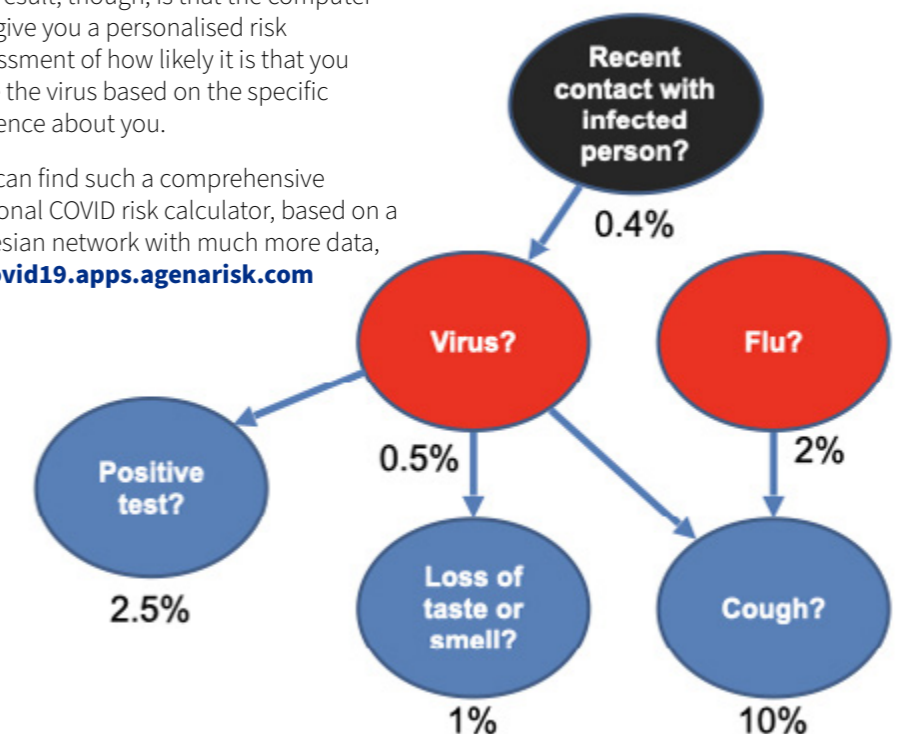 result, though, is that the computer
give you a personalised risk
ssment of how likely it is that you
the virus based on the specific
ence about you.
can find such a comprehensive
onal COVID risk calculator, based on a
esian network with much more data,
ovid19.apps.agenarisk.com
Recent
contact with
infected
person?
0.4%
Virus?
Flu?
0.5%
2%
Positive
test?
2.5%
Loss of
taste or
smell?
1%
Cough?
10%